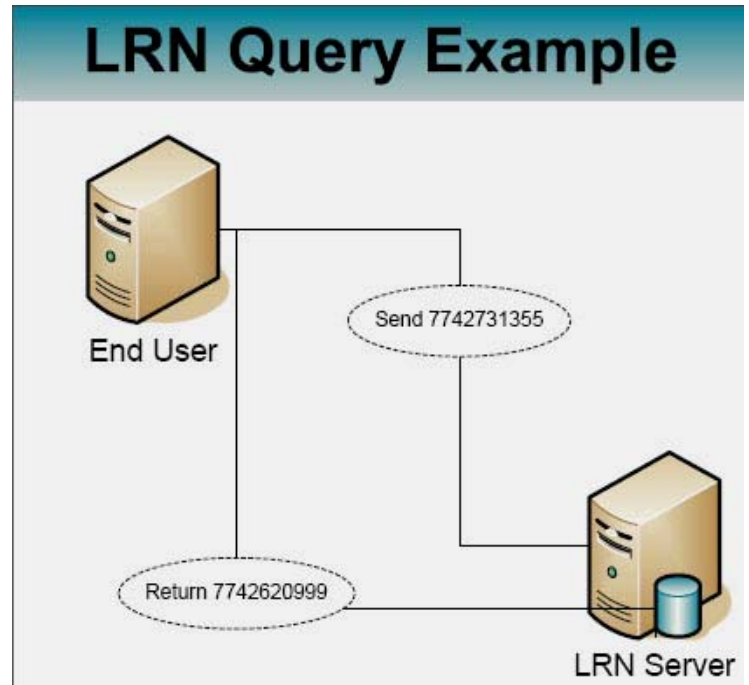 LRN Query Example
End User
Send 7742731355
Return 7742620999
LRN Server